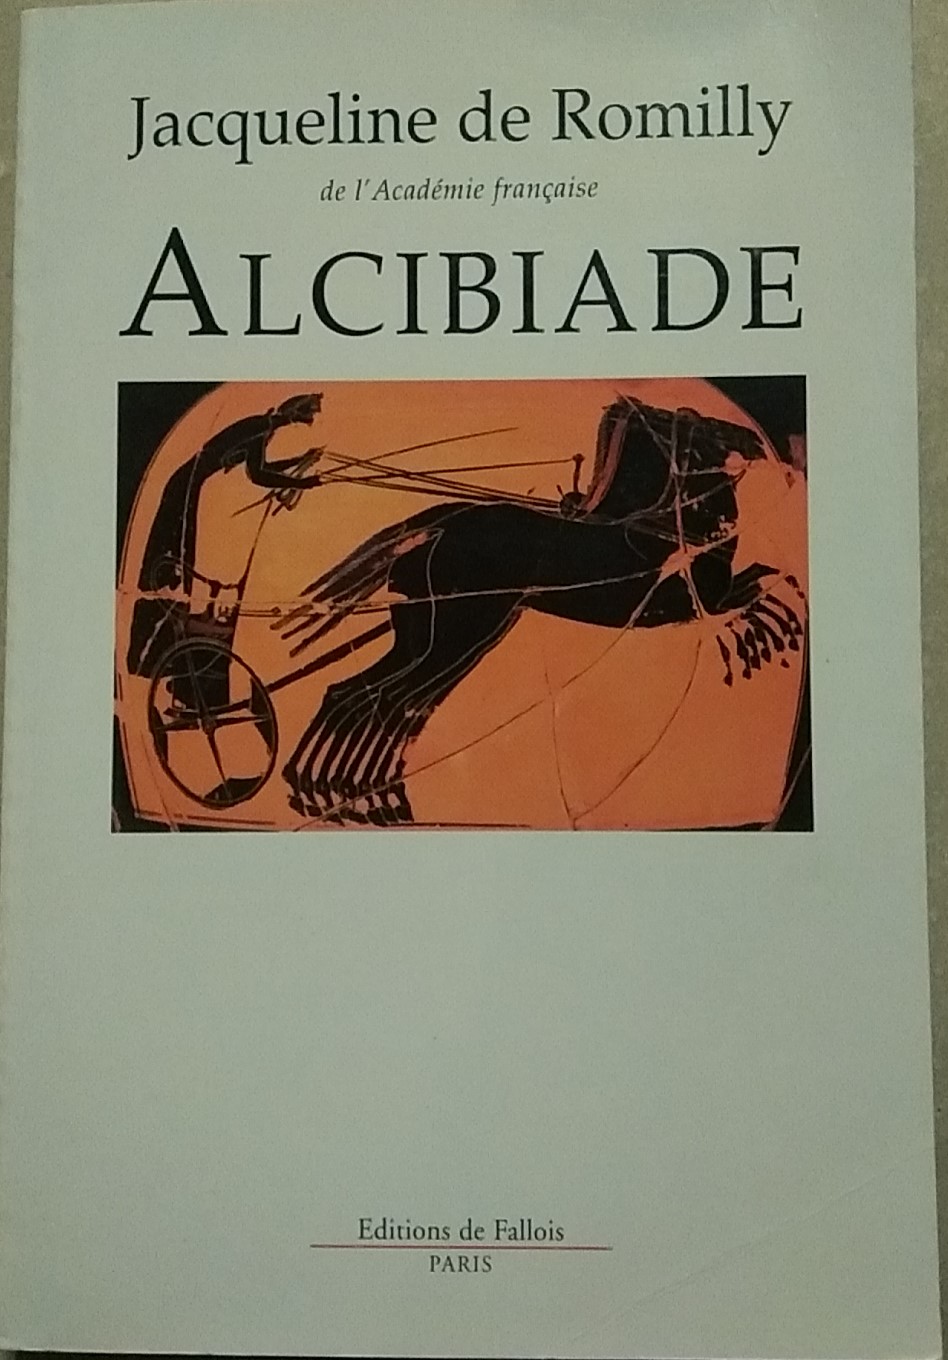 Jacqueline de Romilly
de l'Académie française
ALCIBIADE
Editions de Fallois
PARIS